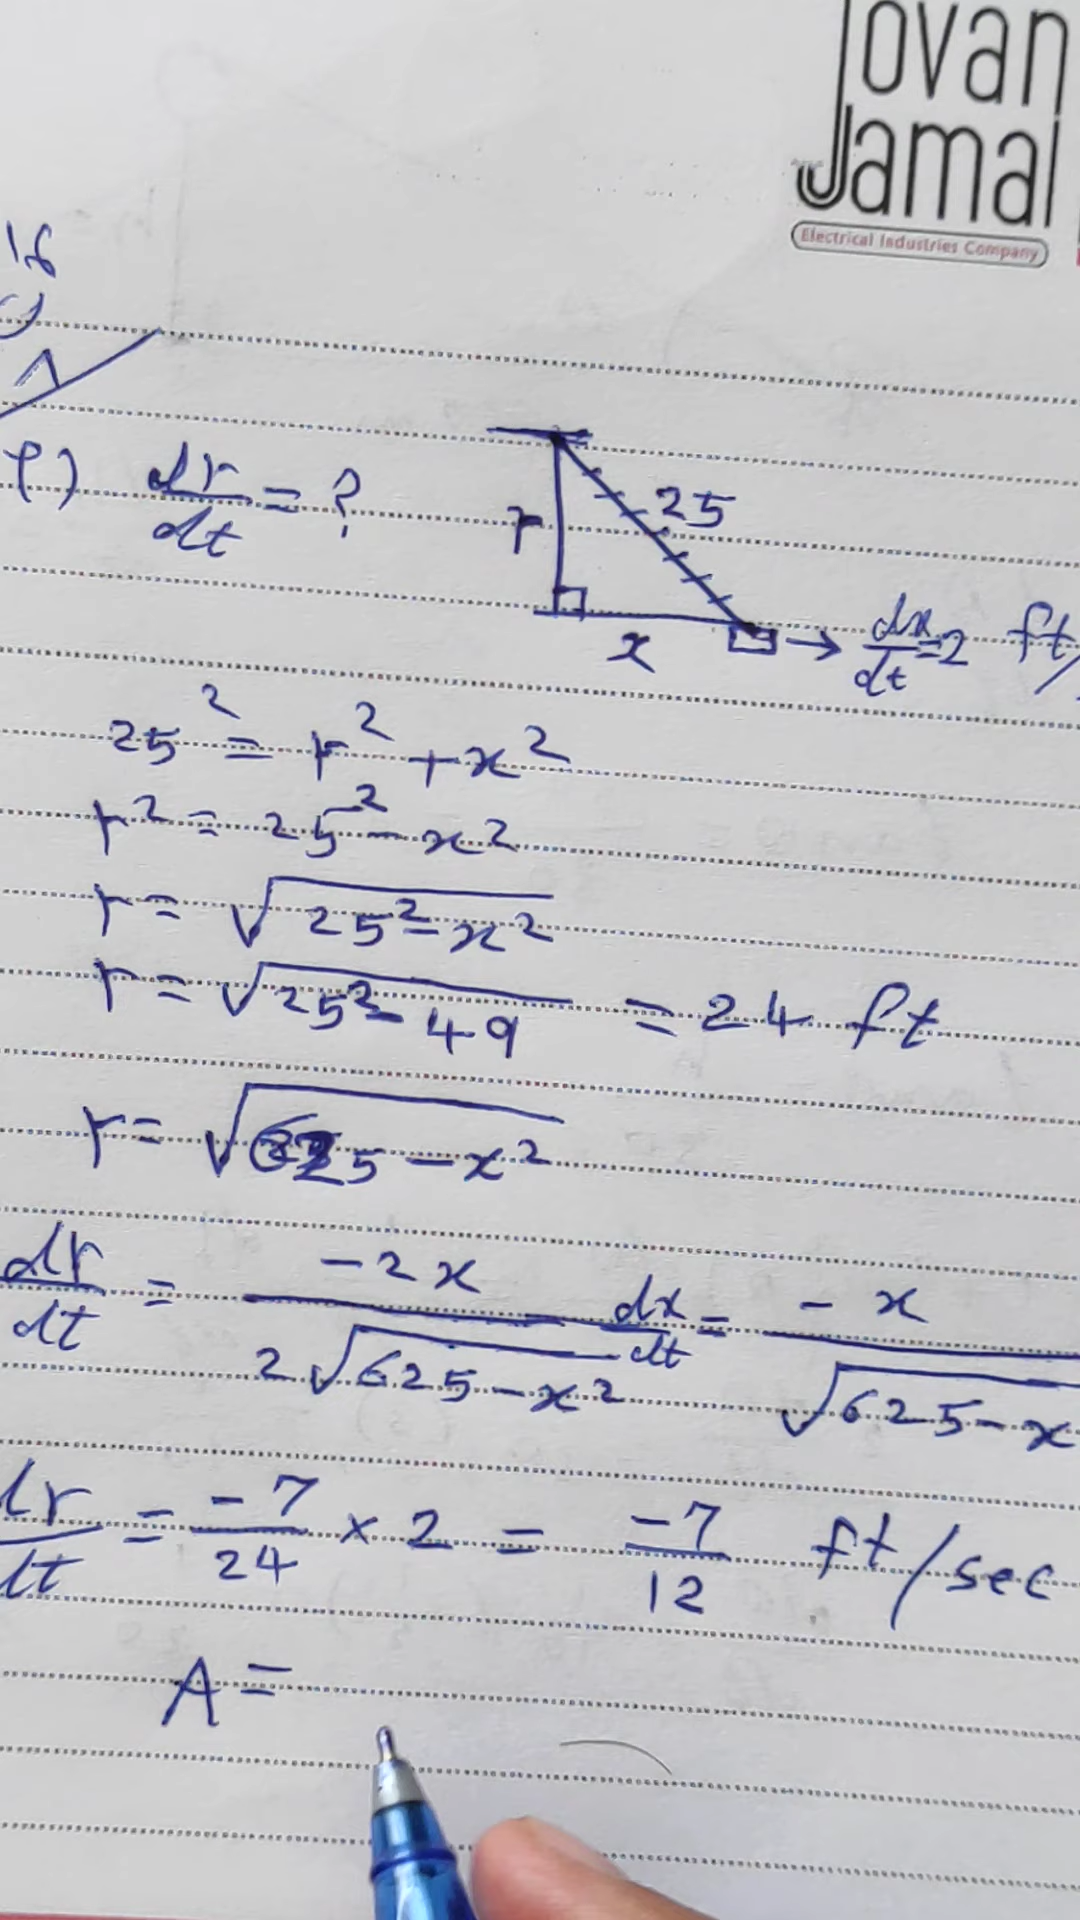 Jovan
Jamal
Electrical Industries Company
16
P) dr/dt = ?
r
25
x
dx/dt = 2 ft/
25² = r² + x²
r² = 25² - x²
r = √(25² - x²)
r = √(25² - 49) = 24 ft
r = √(625 - x²)
dr/dt = -2x / 2√(625 - x²) dx/dt = -x / √(625 - x
dr/dt = -7/24 × 2 = -7/12 ft/sec
A =